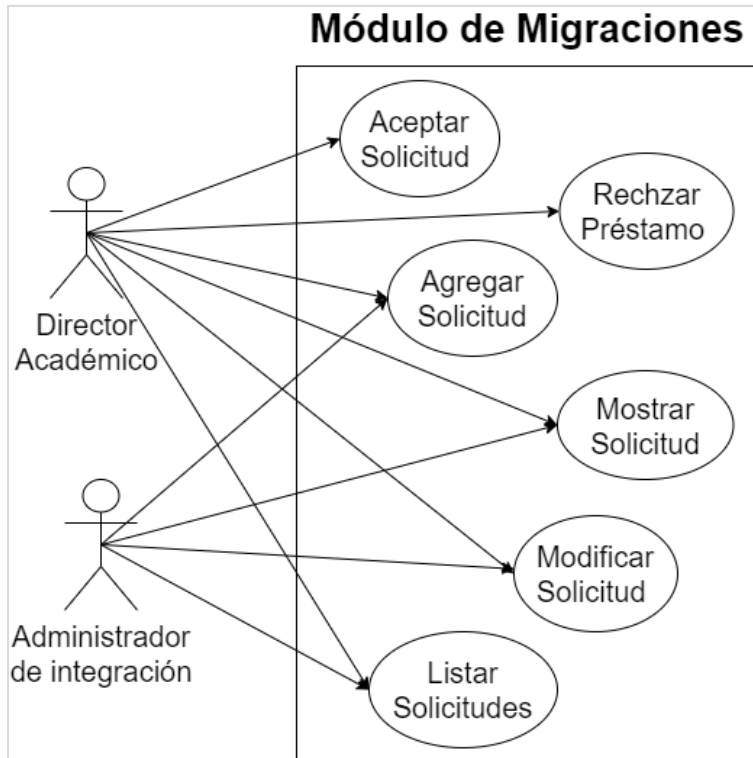 Módulo de Migraciones
Aceptar
Solicitud
Rechzar
Préstamo
Agregar
Solicitud
Director
Académico
Mostrar
Solicitud
Modificar
Solicitud
Administrador
de integración
Listar
Solicitudes